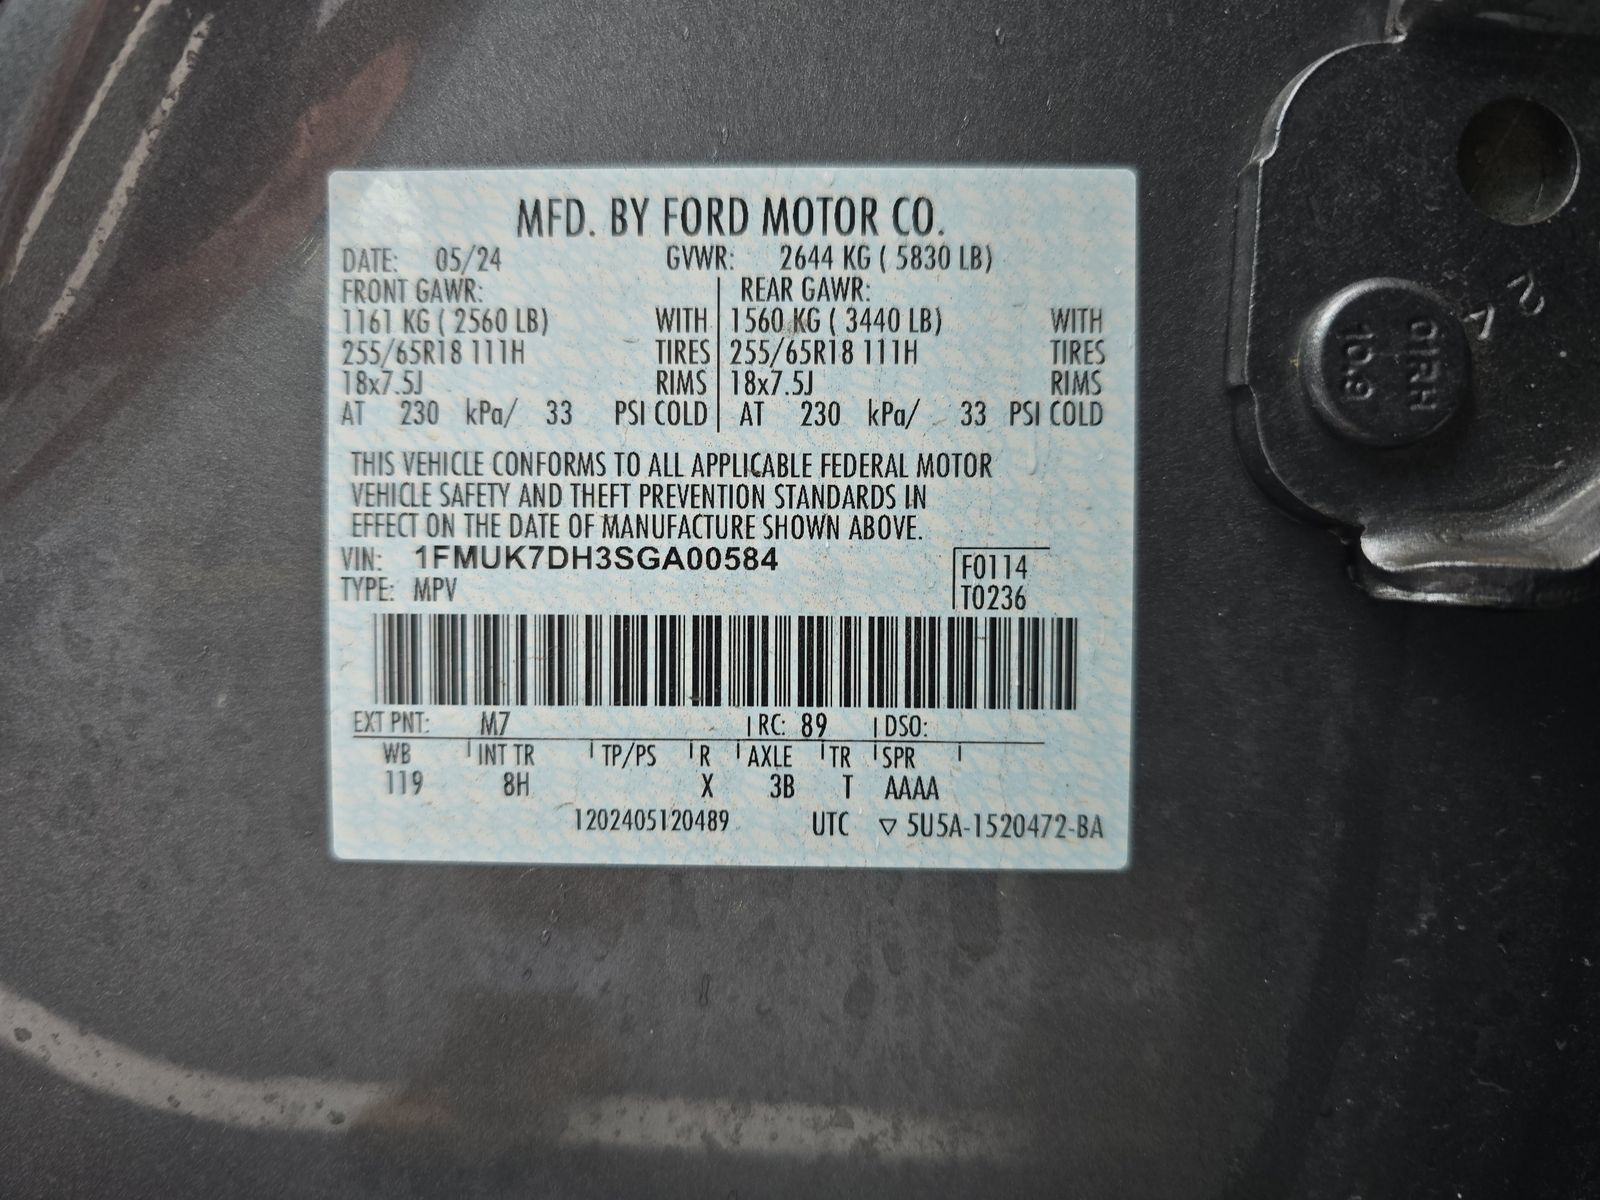 MFD. BY FORD MOTOR CO.
DATE: 05/24 GVWR: 2644 KG ( 5830 LB)
FRONT GAWR: REAR GAWR:
1161 KG ( 2560 LB) WITH 1560 KG ( 3440 LB) WITH
255/65R18 111H TIRES 255/65R18 111H TIRES
18x7.5J RIMS 18x7.5J RIMS
AT 230 kPa/ 33 PSI COLD AT 230 kPa/ 33 PSI COLD
THIS VEHICLE CONFORMS TO ALL APPLICABLE FEDERAL MOTOR
VEHICLE SAFETY AND THEFT PREVENTION STANDARDS IN
EFFECT ON THE DATE OF MANUFACTURE SHOWN ABOVE.
VIN: 1FMUK7DH3SGA00584
TYPE: MPV
F0114
T0236
EXT PNT: M7 RC: 89 DSO:
WB INT TR TP/PS R AXLE TR SPR
119 8H X 3B T AAAA
1202405120489 UTC ▽ 5U5A-1520472-BA
01RH
10.9
24